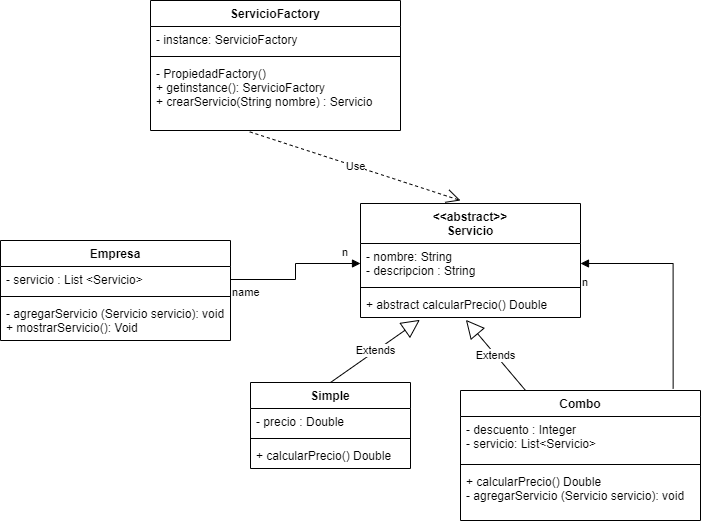 ServicioFactory
- instance: ServicioFactory
- PropiedadFactory()
+ getinstance(): ServicioFactory
+ crearServicio(String nombre) : Servicio
Use
<<abstract>>
Servicio
- nombre: String
- descripcion : String
+ abstract calcularPrecio() Double
Empresa
- servicio : List <Servicio>
- agregarServicio (Servicio servicio): void
+ mostrarServicio(): Void
n
name
n
Extends
Extends
Simple
- precio : Double
+ calcularPrecio() Double
Combo
- descuento : Integer
- servicio: List<Servicio>
+ calcularPrecio() Double
- agregarServicio (Servicio servicio): void